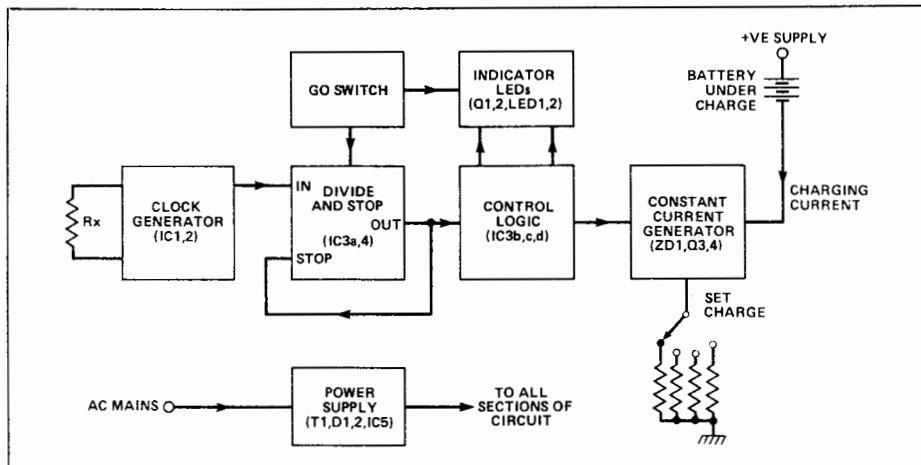 +VE SUPPLY
BATTERY
UNDER
CHARGE
GO SWITCH
INDICATOR
LEDs
(Q1,2,LED1,2)
Rx
CLOCK
GENERATOR
(IC1,2)
IN
DIVIDE
AND STOP
OUT
(IC3a,4)
STOP
CONTROL
LOGIC
(IC3b,c,d)
CONSTANT
CURRENT
GENERATOR
(ZD1,Q3,4)
CHARGING
CURRENT
SET
CHARGE
AC MAINS
POWER
SUPPLY
(T1,D1,2,IC5)
TO ALL
SECTIONS OF
CIRCUIT